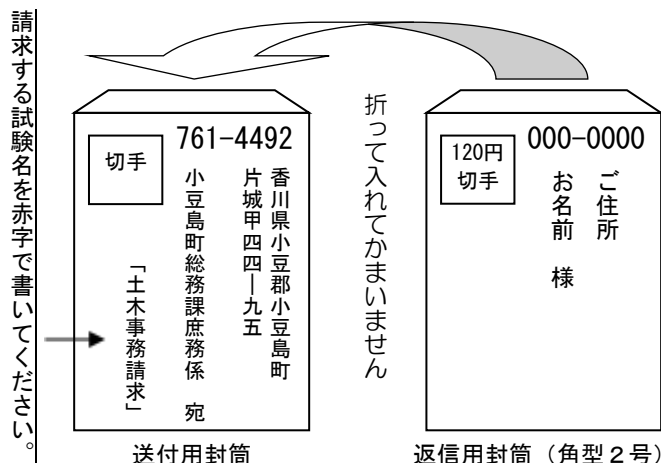 請求する試験名を赤字で書いてください。
切手
761-4492
香川県小豆郡小豆島町
片城甲四四―九五
小豆島町総務課庶務係 宛
「土木事務請求」
送付用封筒
折って入れてかまいません
120円
切手
000-0000
ご住所
お名前 様
返信用封筒（角型２号）